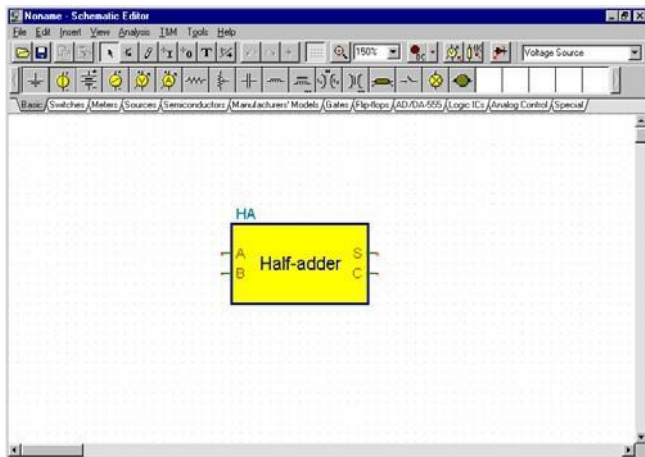 Noname - Schematic Editor
File Edit Insert View Analysis T&M Tools Help
150% DC Voltage Source
Basic Switches Meters Sources Semiconductors Manufacturers' Models Gates Flip-flops AD/DA-555 Logic ICs Analog Control Special
HA
A S
Half-adder
B C